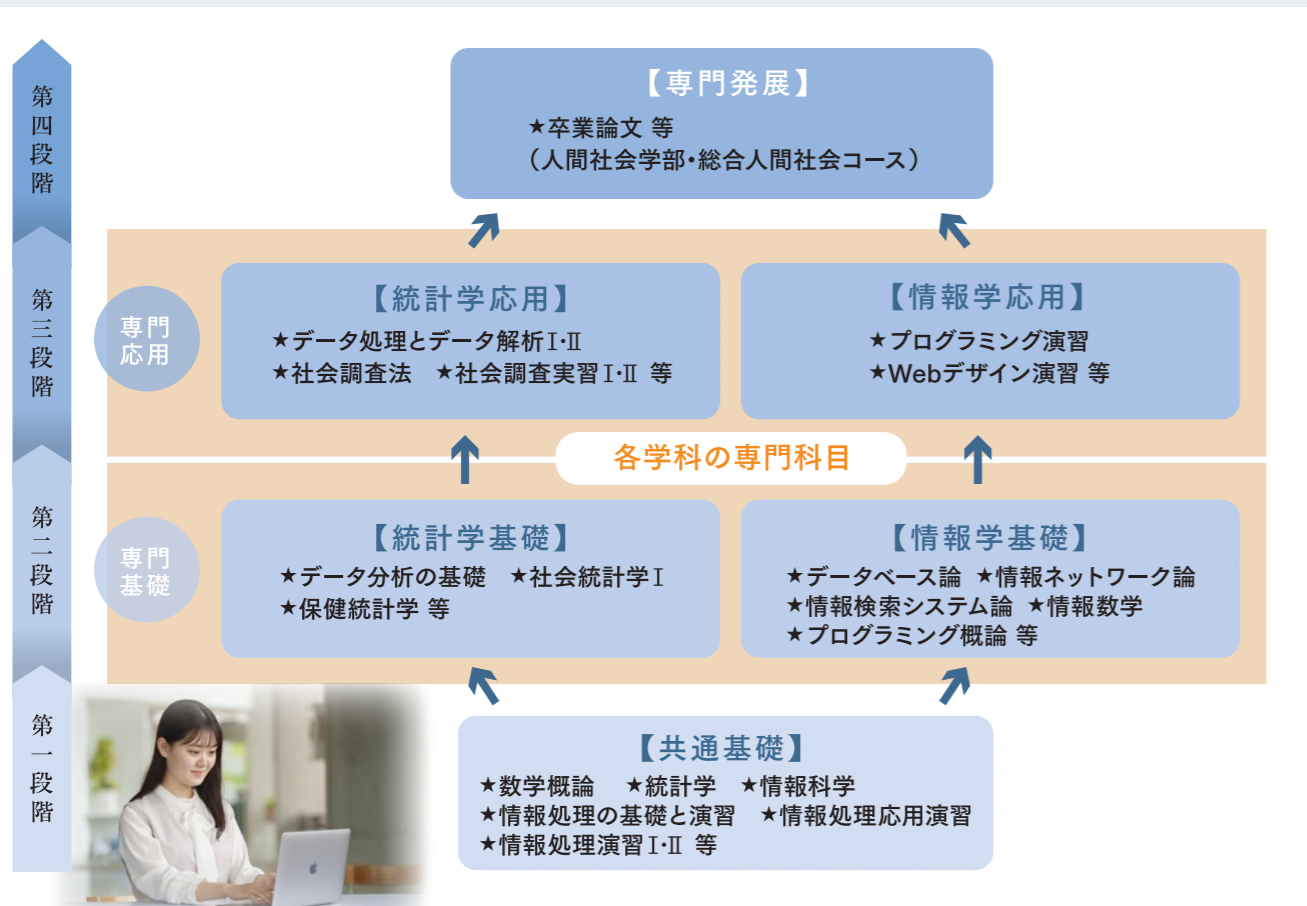 第四段階
【専門発展】
★卒業論文 等
（人間社会学部・総合人間社会コース）
第三段階
専門
応用
【統計学応用】
★データ処理とデータ解析Ⅰ・Ⅱ
★社会調査法 ★社会調査実習Ⅰ・Ⅱ 等
【情報学応用】
★プログラミング演習
★Webデザイン演習 等
各学科の専門科目
第二段階
専門
基礎
【統計学基礎】
★データ分析の基礎 ★社会統計学Ⅰ
★保健統計学 等
【情報学基礎】
★データベース論 ★情報ネットワーク論
★情報検索システム論 ★情報数学
★プログラミング概論 等
第一段階
【共通基礎】
★数学概論 ★統計学 ★情報科学
★情報処理の基礎と演習 ★情報処理応用演習
★情報処理演習Ⅰ・Ⅱ 等